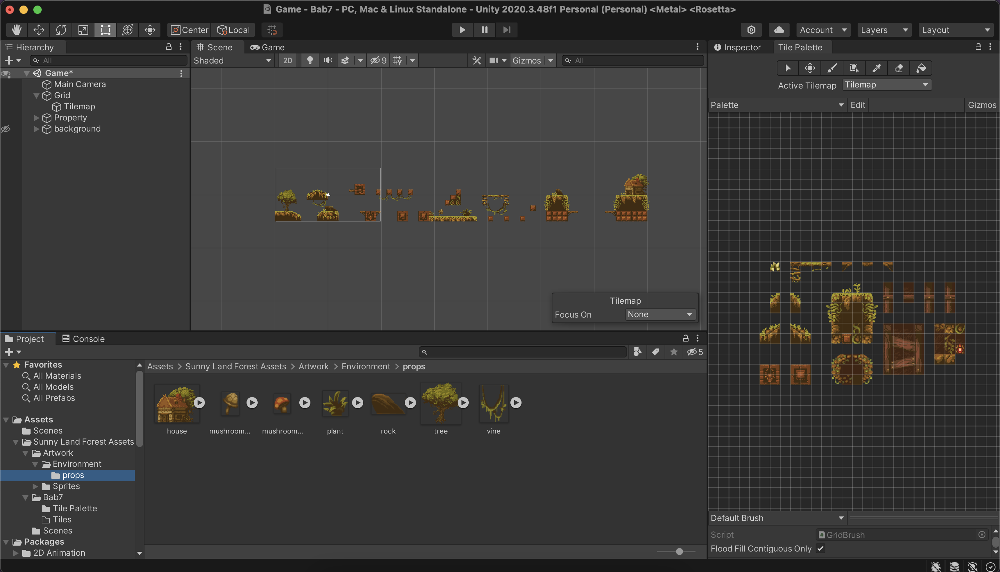 Game - Bab7 - PC, Mac & Linux Standalone - Unity 2020.3.48f1 Personal (Personal) <Metal> <Rosetta>
Center
Local
Account
Layers
Layout
Hierarchy
All
Game*
Main Camera
Grid
Tilemap
Property
background
Scene
Game
Shaded
2D
9
Gizmos
All
Tilemap
Focus On
None
Inspector
Tile Palette
Active Tilemap
Tilemap
Palette
Edit
Gizmos
Project
Console
5
Favorites
All Materials
All Models
All Prefabs
Assets
Scenes
Sunny Land Forest Assets
Artwork
Environment
props
Sprites
Bab7
Tile Palette
Tiles
Scenes
Packages
2D Animation
Assets > Sunny Land Forest Assets > Artwork > Environment > props
house
mushroom...
mushroom...
plant
rock
tree
vine
Default Brush
Script
GridBrush
Flood Fill Contiguous Only